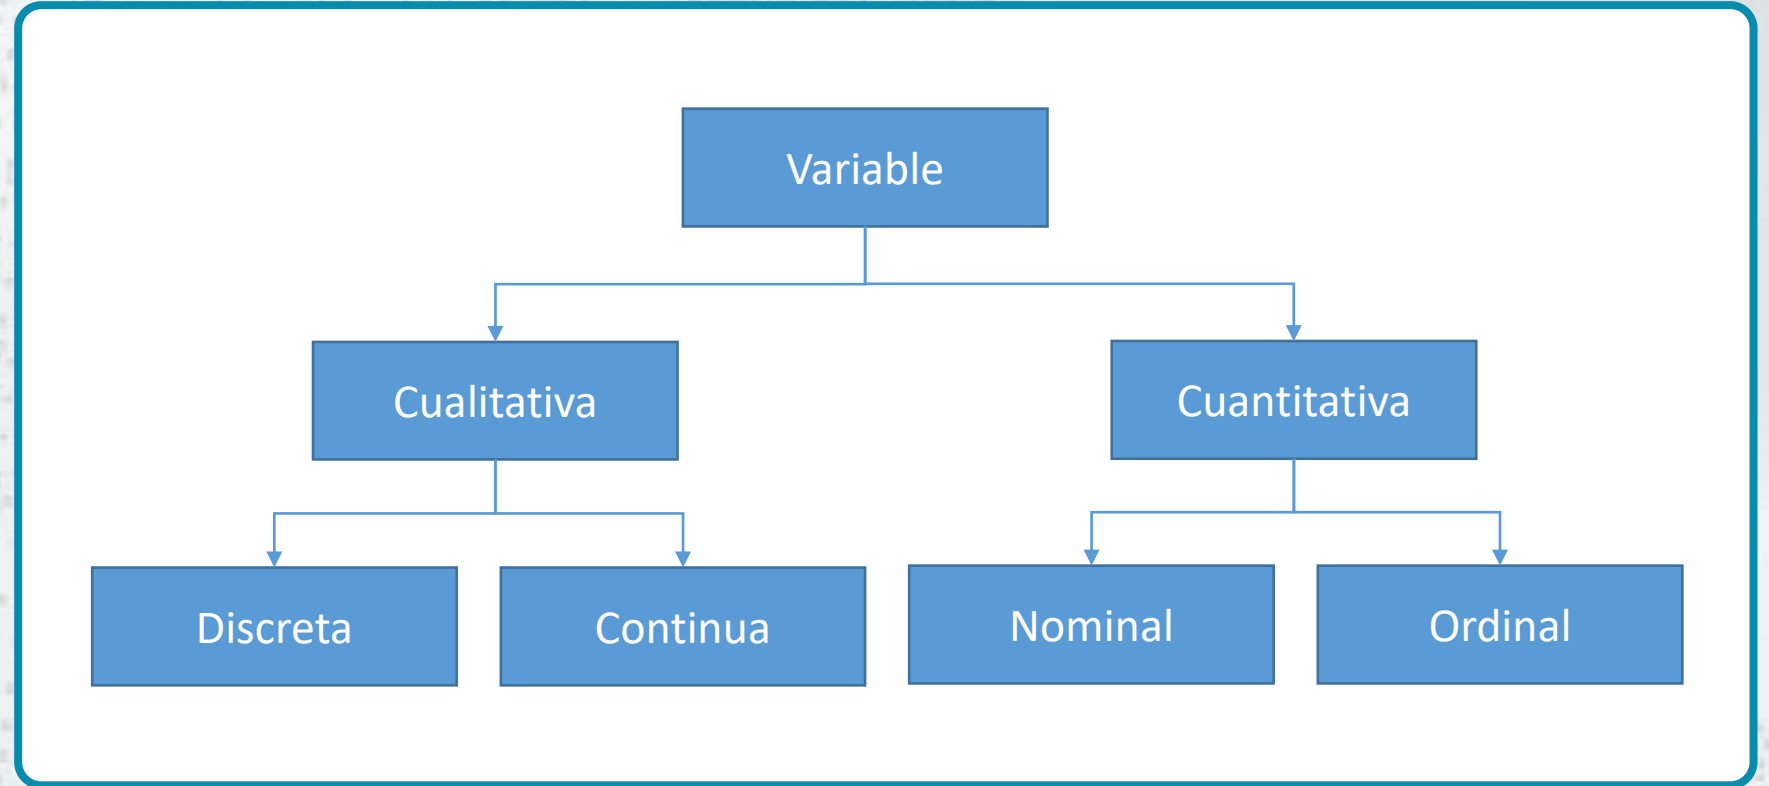 Variable
Cualitativa
Cuantitativa
Discreta
Continua
Nominal
Ordinal